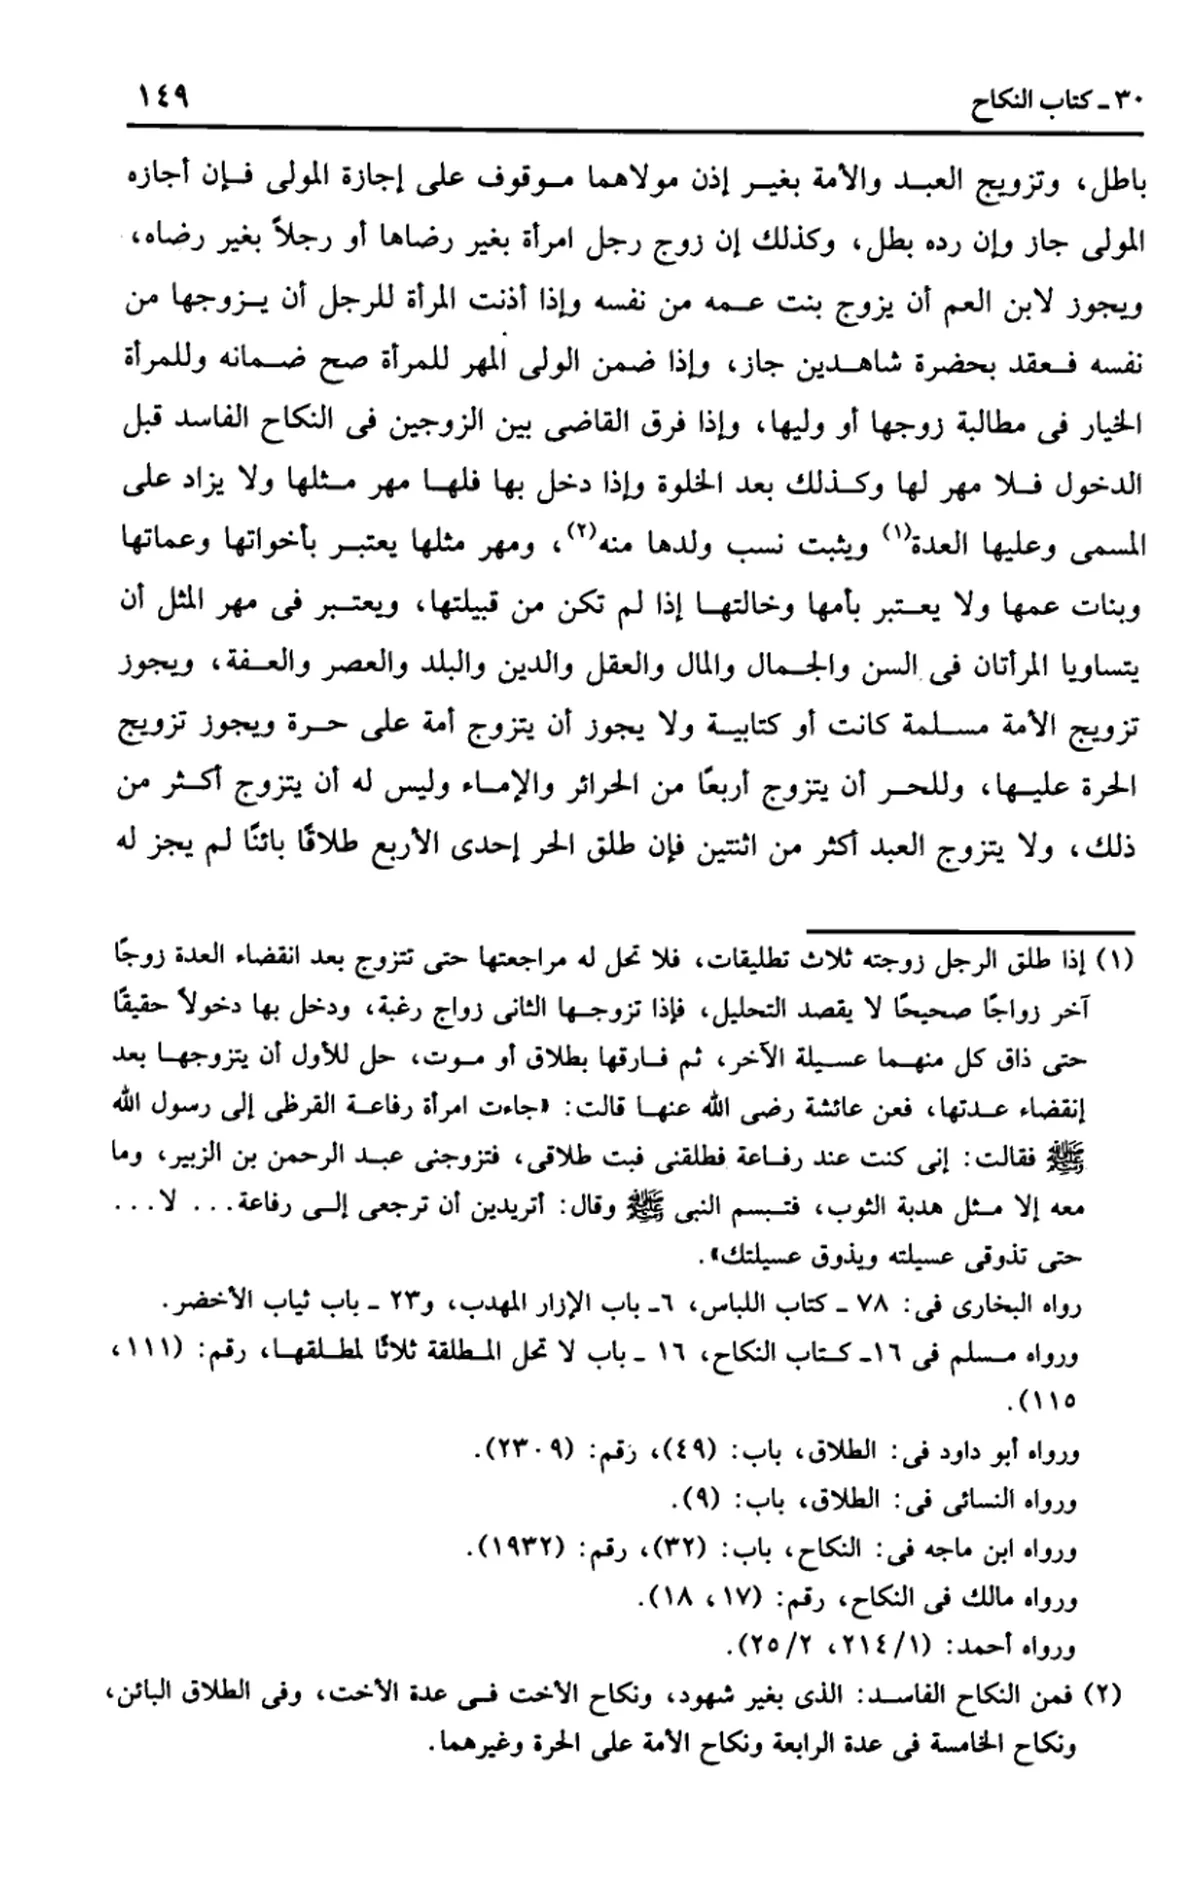 ٣٠ ـ كتاب النكاح
١٤٩
باطل، وتزويج العبد والأمة بغير إذن مولاهما موقوف على إجازة المولى فإن أجازه
المولى جاز وإن رده بطل، وكذلك إن زوج رجل امرأة بغير رضاها أو رجلاً بغير رضاه،
ويجوز لابن العم أن يزوج بنت عمه من نفسه وإذا أذنت المرأة للرجل أن يزوجها من
نفسه فعقد بحضرة شاهدين جاز، وإذا ضمن الولى المهر للمرأة صح ضمانه وللمرأة
الخيار فى مطالبة زوجها أو وليها، وإذا فرق القاضى بين الزوجين فى النكاح الفاسد قبل
الدخول فلا مهر لها وكذلك بعد الخلوة وإذا دخل بها فلها مهر مثلها ولا يزاد على
المسمى وعليها العدة(١) ويثبت نسب ولدها منه(٢)، ومهر مثلها يعتبر بأخواتها وعماتها
وبنات عمها ولا يعتبر بأمها وخالتها إذا لم تكن من قبيلتها، ويعتبر فى مهر المثل أن
يتساويا المرأتان فى السن والجمال والمال والعقل والدين والبلد والعصر والعفة، ويجوز
تزويج الأمة مسلمة كانت أو كتابية ولا يجوز أن يتزوج أمة على حرة ويجوز تزويج
الحرة عليها، وللحر أن يتزوج أربعًا من الحرائر والإماء وليس له أن يتزوج أكثر من
ذلك، ولا يتزوج العبد أكثر من اثنتين فإن طلق الحر إحدى الأربع طلاقًا بائنًا لم يجز له
(١) إذا طلق الرجل زوجته ثلاث تطليقات، فلا تحل له مراجعتها حتى تتزوج بعد انقضاء العدة زوجًا
آخر زواجًا صحيحًا لا يقصد التحليل، فإذا تزوجها الثانى زواج رغبة، ودخل بها دخولاً حقيقًا
حتى ذاق كل منهما عسيلة الآخر، ثم فارقها بطلاق أو موت، حل للأول أن يتزوجها بعد
إنقضاء عدتها، فعن عائشة رضى الله عنها قالت: «جاءت امرأة رفاعة القرظى إلى رسول الله
ﷺ فقالت: إنى كنت عند رفاعة فطلقنى فبت طلاقى، فتزوجنى عبد الرحمن بن الزبير، وما
معه إلا مثل هدبة الثوب، فتبسم النبى ﷺ وقال: أتريدين أن ترجعى إلى رفاعة... لا...
حتى تذوقى عسيلته ويذوق عسيلتك».
رواه البخارى فى: ٧٨ ـ كتاب اللباس، ٦ـ باب الإزار المهدب، و٢٣ ـ باب ثياب الأخضر.
ورواه مسلم فى ١٦ـ كتاب النكاح، ١٦ ـ باب لا تحل المطلقة ثلاثًا لمطلقها، رقم: (١١١،
١١٥).
ورواه أبو داود فى: الطلاق، باب: (٤٩)، رقم: (٢٣٠٩).
ورواه النسائى فى: الطلاق، باب: (٩).
ورواه ابن ماجه فى: النكاح، باب: (٣٢)، رقم: (١٩٣٢).
ورواه مالك فى النكاح، رقم: (١٧، ١٨).
ورواه أحمد: (٢١٤/١، ٢٥/٢).
(٢) فمن النكاح الفاسد: الذى بغير شهود، ونكاح الأخت فى عدة الأخت، وفى الطلاق البائن،
ونكاح الخامسة فى عدة الرابعة ونكاح الأمة على الحرة وغيرهما.